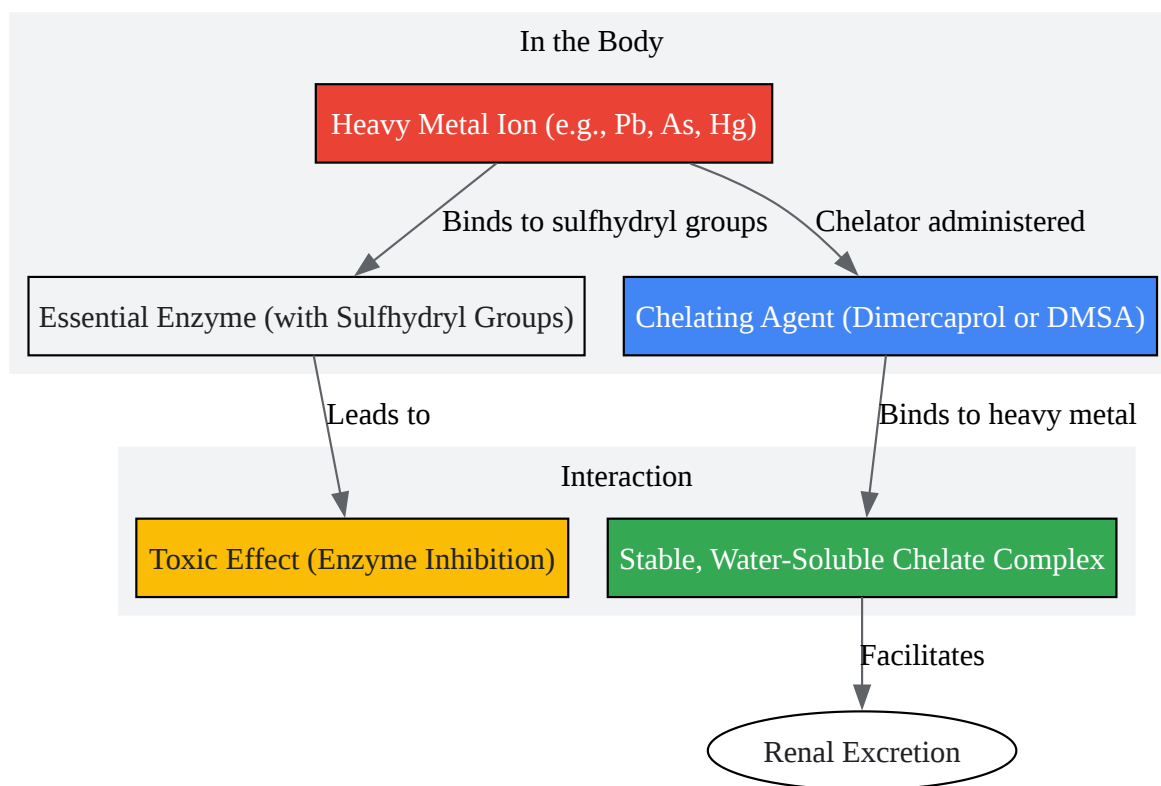 In the Body
Heavy Metal Ion (e.g., Pb, As, Hg)
Binds to sulfhydryl groups
Chelator administered
Essential Enzyme (with Sulfhydryl Groups)
Chelating Agent (Dimercaprol or DMSA)
Leads to
Binds to heavy metal
Interaction
Toxic Effect (Enzyme Inhibition)
Stable, Water-Soluble Chelate Complex
Facilitates
Renal Excretion